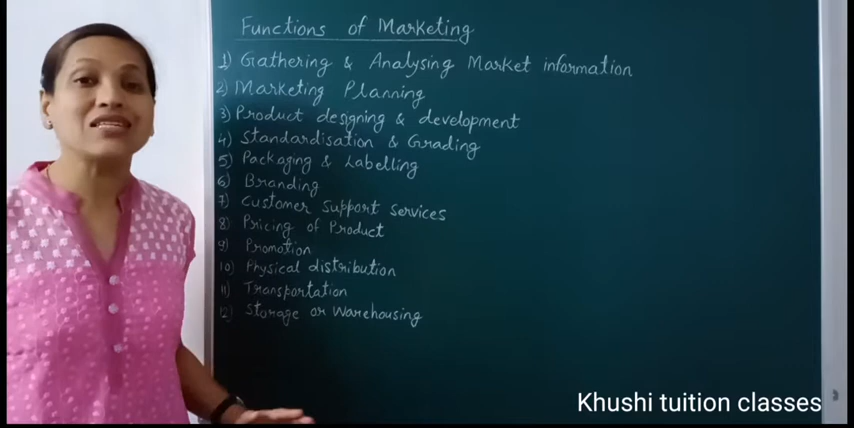 Functions of Marketing
1) Gathering & Analysing Market information
2) Marketing Planning
3) Product designing & development
4) Standardisation & Grading
5) Packaging & Labelling
6) Branding
7) Customer support services
8) Pricing of Product
9) Promotion
10) Physical distribution
11) Transportation
12) Storage or Warehousing
Khushi tuition classes